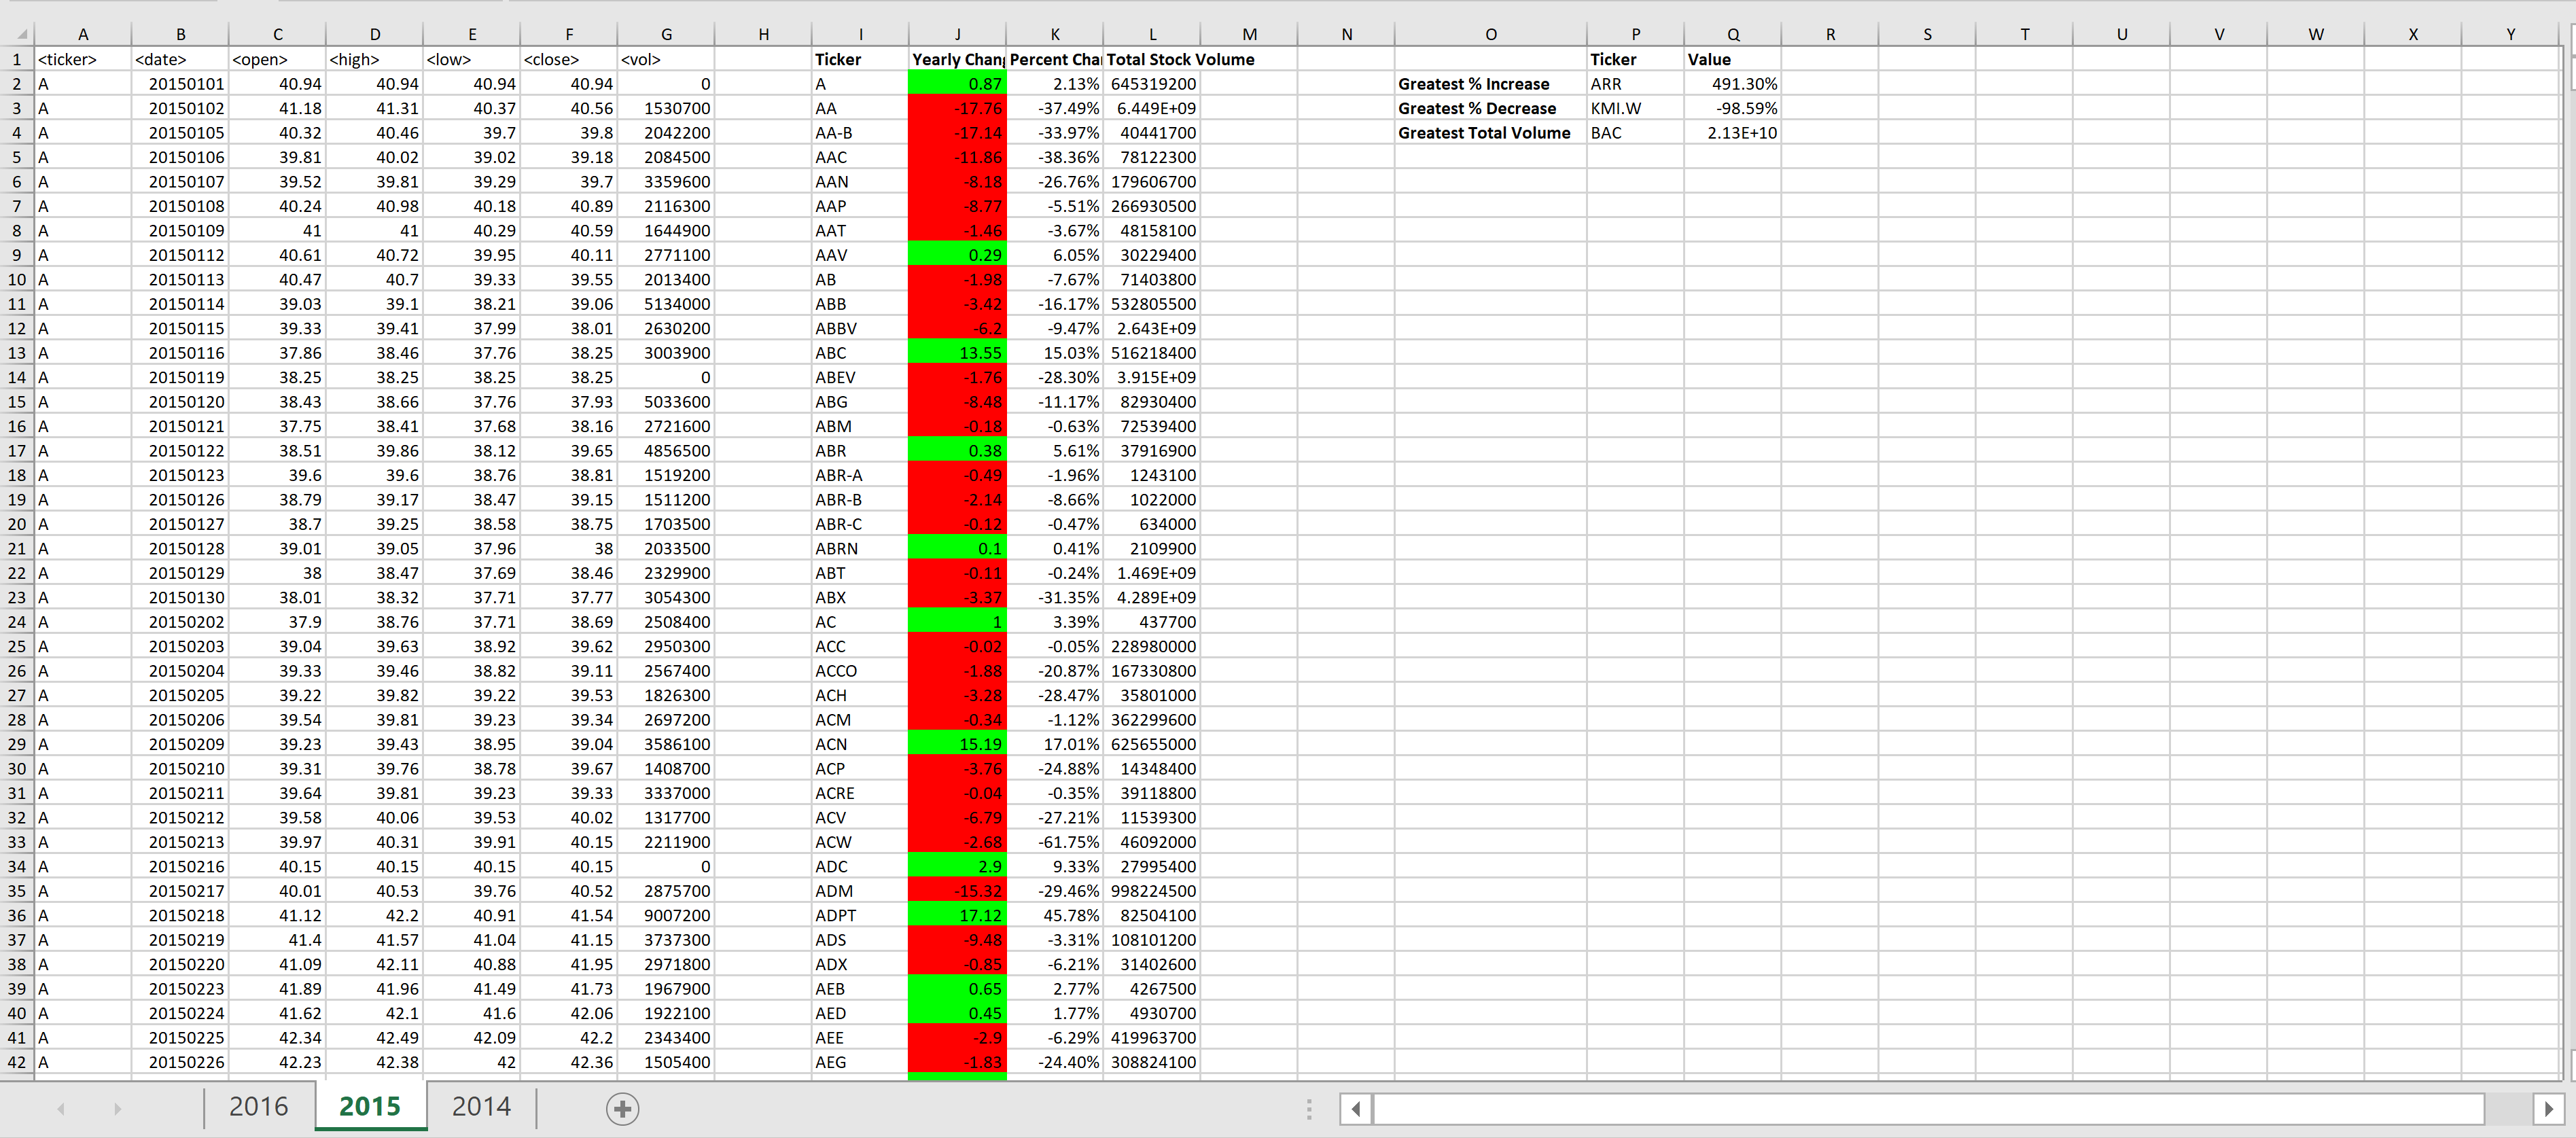 A B C D E F G H I J K L M N O P Q R S T U V W X Y
1 <ticker> <date> <open> <high> <low> <close> <vol> Ticker Yearly Chang Percent Cha Total Stock Volume Ticker Value
2 A 20150101 40.94 40.94 40.94 40.94 0 A 0.87 2.13% 645319200 Greatest % Increase ARR 491.30%
3 A 20150102 41.18 41.31 40.37 40.56 1530700 AA -17.76 -37.49% 6.449E+09 Greatest % Decrease KMI.W -98.59%
4 A 20150105 40.32 40.46 39.7 39.8 2042200 AA-B -17.14 -33.97% 40441700 Greatest Total Volume BAC 2.13E+10
5 A 20150106 39.81 40.02 39.02 39.18 2084500 AAC -11.86 -38.36% 78122300
6 A 20150107 39.52 39.81 39.29 39.7 3359600 AAN -8.18 -26.76% 179606700
7 A 20150108 40.24 40.98 40.18 40.89 2116300 AAP -8.77 -5.51% 266930500
8 A 20150109 41 41 40.29 40.59 1644900 AAT -1.46 -3.67% 48158100
9 A 20150112 40.61 40.72 39.95 40.11 2771100 AAV 0.29 6.05% 30229400
10 A 20150113 40.47 40.7 39.33 39.55 2013400 AB -1.98 -7.67% 71403800
11 A 20150114 39.03 39.1 38.21 39.06 5134000 ABB -3.42 -16.17% 532805500
12 A 20150115 39.33 39.41 37.99 38.01 2630200 ABBV -6.2 -9.47% 2.643E+09
13 A 20150116 37.86 38.46 37.76 38.25 3003900 ABC 13.55 15.03% 516218400
14 A 20150119 38.25 38.25 38.25 38.25 0 ABEV -1.76 -28.30% 3.915E+09
15 A 20150120 38.43 38.66 37.76 37.93 5033600 ABG -8.48 -11.17% 82930400
16 A 20150121 37.75 38.41 37.68 38.16 2721600 ABM -0.18 -0.63% 72539400
17 A 20150122 38.51 39.86 38.12 39.65 4856500 ABR 0.38 5.61% 37916900
18 A 20150123 39.6 39.6 38.76 38.81 1519200 ABR-A -0.49 -1.96% 1243100
19 A 20150126 38.79 39.17 38.47 39.15 1511200 ABR-B -2.14 -8.66% 1022000
20 A 20150127 38.7 39.25 38.58 38.75 1703500 ABR-C -0.12 -0.47% 634000
21 A 20150128 39.01 39.05 37.96 38 2033500 ABRN 0.1 0.41% 2109900
22 A 20150129 38 38.47 37.69 38.46 2329900 ABT -0.11 -0.24% 1.469E+09
23 A 20150130 38.01 38.32 37.71 37.77 3054300 ABX -3.37 -31.35% 4.289E+09
24 A 20150202 37.9 38.76 37.71 38.69 2508400 AC 1 3.39% 437700
25 A 20150203 39.04 39.63 38.92 39.62 2950300 ACC -0.02 -0.05% 228980000
26 A 20150204 39.33 39.46 38.82 39.11 2567400 ACCO -1.88 -20.87% 167330800
27 A 20150205 39.22 39.82 39.22 39.53 1826300 ACH -3.28 -28.47% 35801000
28 A 20150206 39.54 39.81 39.23 39.34 2697200 ACM -0.34 -1.12% 362299600
29 A 20150209 39.23 39.43 38.95 39.04 3586100 ACN 15.19 17.01% 625655000
30 A 20150210 39.31 39.76 38.78 39.67 1408700 ACP -3.76 -24.88% 14348400
31 A 20150211 39.64 39.81 39.23 39.33 3337000 ACRE -0.04 -0.35% 39118800
32 A 20150212 39.58 40.06 39.53 40.02 1317700 ACV -6.79 -27.21% 11539300
33 A 20150213 39.97 40.31 39.91 40.15 2211900 ACW -2.68 -61.75% 46092000
34 A 20150216 40.15 40.15 40.15 40.15 0 ADC 2.9 9.33% 27995400
35 A 20150217 40.01 40.53 39.76 40.52 2875700 ADM -15.32 -29.46% 998224500
36 A 20150218 41.12 42.2 40.91 41.54 9007200 ADPT 17.12 45.78% 82504100
37 A 20150219 41.4 41.57 41.04 41.15 3737300 ADS -9.48 -3.31% 108101200
38 A 20150220 41.09 42.11 40.88 41.95 2971800 ADX -0.85 -6.21% 31402600
39 A 20150223 41.89 41.96 41.49 41.73 1967900 AEB 0.65 2.77% 4267500
40 A 20150224 41.62 42.1 41.6 42.06 1922100 AED 0.45 1.77% 4930700
41 A 20150225 42.34 42.49 42.09 42.2 2343400 AEE -2.9 -6.29% 419963700
42 A 20150226 42.23 42.38 42 42.36 1505400 AEG -1.83 -24.40% 308824100
2016 2015 2014